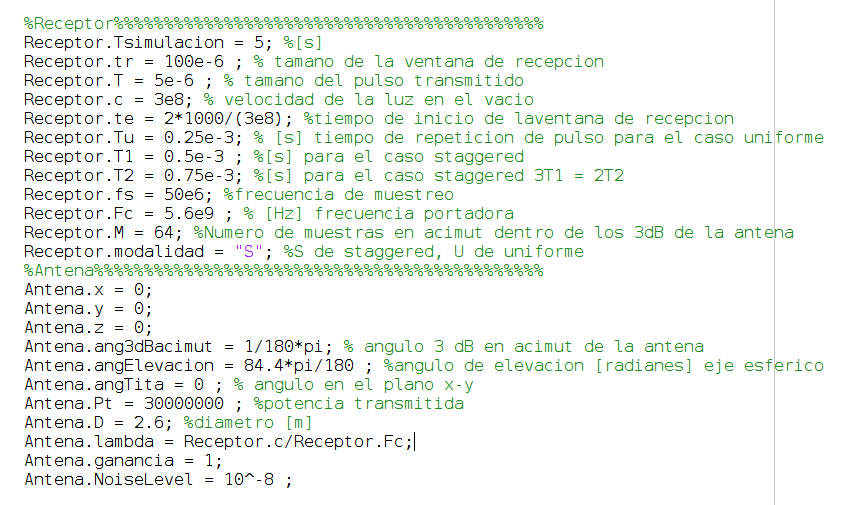 %Receptor%%%%%%%%%%%%%%%%%%%%%%%%%%%%%%%%%%%%%%%%%%%
Receptor.Tsimulacion = 5; %[s]
Receptor.tr = 100e-6 ; % tamano de la ventana de recepcion
Receptor.T = 5e-6 ; % tamano del pulso transmitido
Receptor.c = 3e8; % velocidad de la luz en el vacio
Receptor.te = 2*1000/(3e8); %tiempo de inicio de laventana de recepcion
Receptor.Tu = 0.25e-3; % [s] tiempo de repeticion de pulso para el caso uniforme
Receptor.T1 = 0.5e-3 ; %[s] para el caso staggered
Receptor.T2 = 0.75e-3; %[s] para el caso staggered 3T1 = 2T2
Receptor.fs = 50e6; %frecuencia de muestreo
Receptor.Fc = 5.6e9 ; % [Hz] frecuencia portadora
Receptor.M = 64; %Numero de muestras en acimut dentro de los 3dB de la antena
Receptor.modalidad = "S"; %S de staggered, U de uniforme
%Antena%%%%%%%%%%%%%%%%%%%%%%%%%%%%%%%%%%%%%%%%%%%%%
Antena.x = 0;
Antena.y = 0;
Antena.z = 0;
Antena.ang3dBacimut = 1/180*pi; % angulo 3 dB en acimut de la antena
Antena.angElevacion = 84.4*pi/180 ; %angulo de elevacion [radianes] eje esferico
Antena.angTita = 0 ; % angulo en el plano x-y
Antena.Pt = 30000000 ; %potencia transmitida
Antena.D = 2.6; %diametro [m]
Antena.lambda = Receptor.c/Receptor.Fc;
Antena.ganancia = 1;
Antena.NoiseLevel = 10^-8 ;